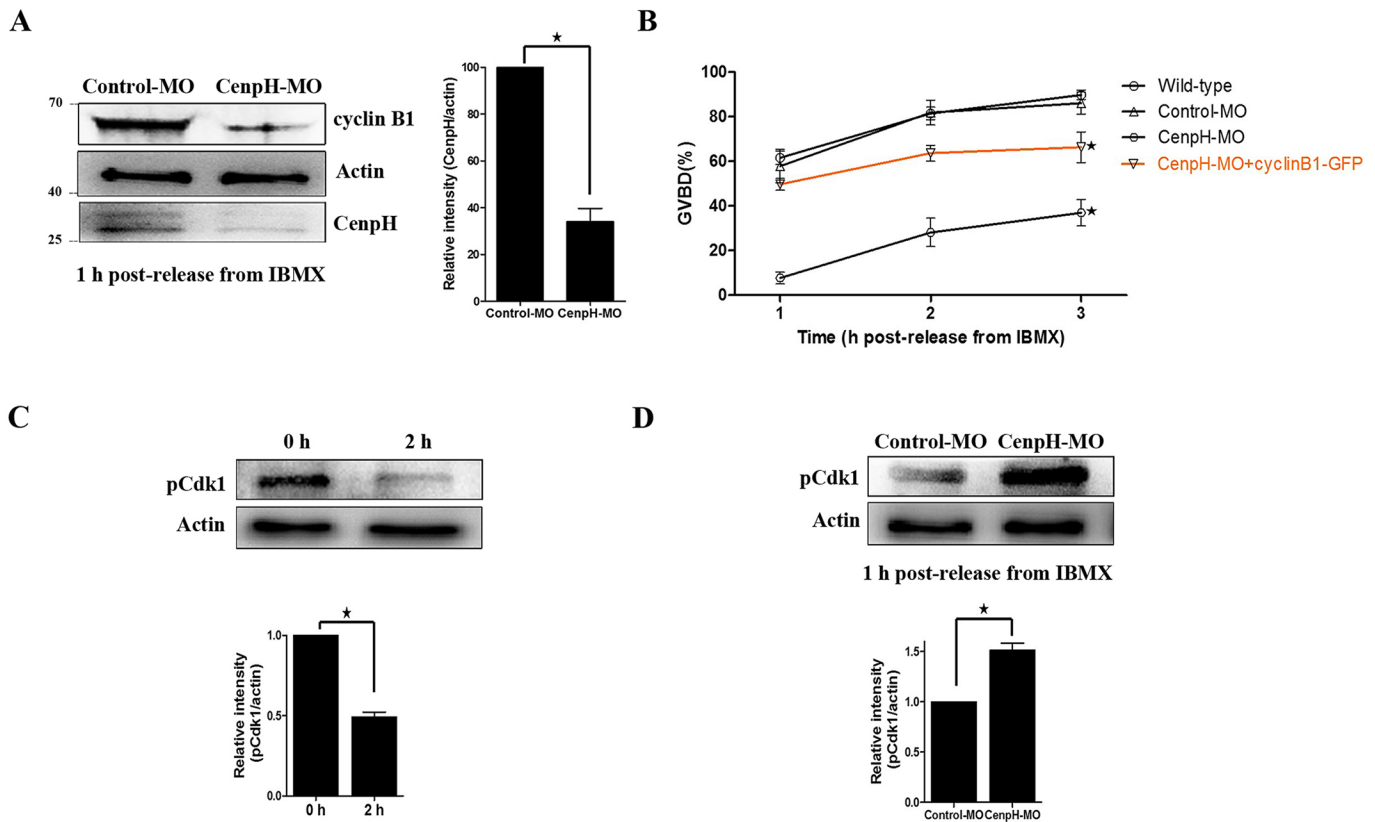 A
Control-MO CenpH-MO
70
cyclin B1
Actin
40
CenpH
25
1 h post-release from IBMX
Relative intensity (CenpH/actin)
100
80
60
40
20
0
Control-MO CenpH-MO
B
GVBD(%)
100
80
60
40
20
0
1 2 3
Time (h post-release from IBMX)
Wild-type
Control-MO
CenpH-MO
CenpH-MO+cyclinB1-GFP
C
0 h 2 h
pCdk1
Actin
Relative intensity
(pCdk1/actin)
1.0
0.5
0.0
0 h 2 h
D
Control-MO CenpH-MO
pCdk1
Actin
1 h post-release from IBMX
Relative intensity
(pCdk1/actin)
1.5
1.0
0.5
0.0
Control-MO CenpH-MO